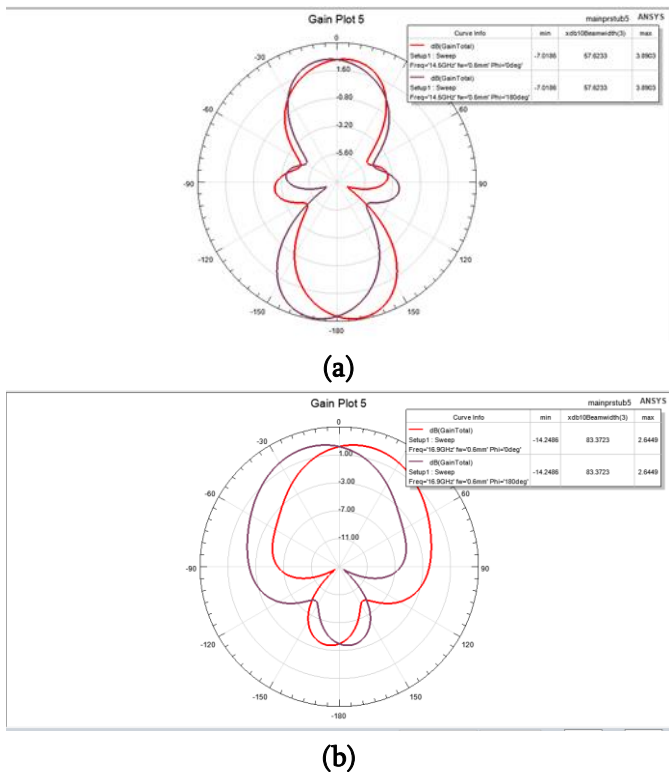 Gain Plot 5
mainprstub5 ANSYS
Curve Info min xdb10Beamwidth(3) max
dB(GainTotal)
Setup1 : Sweep -7.0186 57.6233 3.8903
Freq='14.5GHz' fw='0.6mm' Phi='0deg'
dB(GainTotal)
Setup1 : Sweep -7.0186 57.6233 3.8903
Freq='14.5GHz' fw='0.6mm' Phi='180deg'
0
-30
1.60
-60 -0.80 60
-3.20
-5.60
-90 90
-120 120
-150 150
-180
(a)
Gain Plot 5
mainprstub5 ANSYS
Curve Info min xdb10Beamwidth(3) max
dB(GainTotal)
Setup1 : Sweep -14.2486 83.3723 2.6449
Freq='16.9GHz' fw='0.6mm' Phi='0deg'
dB(GainTotal)
Setup1 : Sweep -14.2486 83.3723 2.6449
Freq='16.9GHz' fw='0.6mm' Phi='180deg'
0
-30
1.00
-3.00
-60 60
-7.00
-11.00
-90 90
-120 120
-150 150
-180
(b)